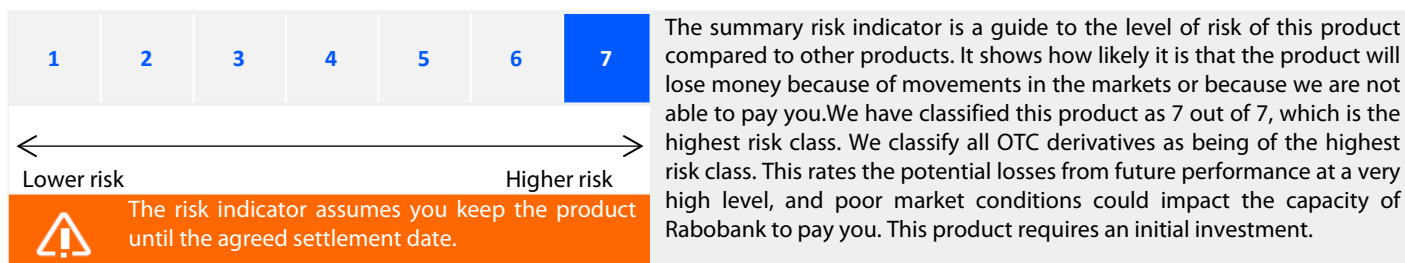 1 2 3 4 5 6 7
Lower risk Higher risk
The risk indicator assumes you keep the product
until the agreed settlement date.
The summary risk indicator is a guide to the level of risk of this product
compared to other products. It shows how likely it is that the product will
lose money because of movements in the markets or because we are not
able to pay you.We have classified this product as 7 out of 7, which is the
highest risk class. We classify all OTC derivatives as being of the highest
risk class. This rates the potential losses from future performance at a very
high level, and poor market conditions could impact the capacity of
Rabobank to pay you. This product requires an initial investment.